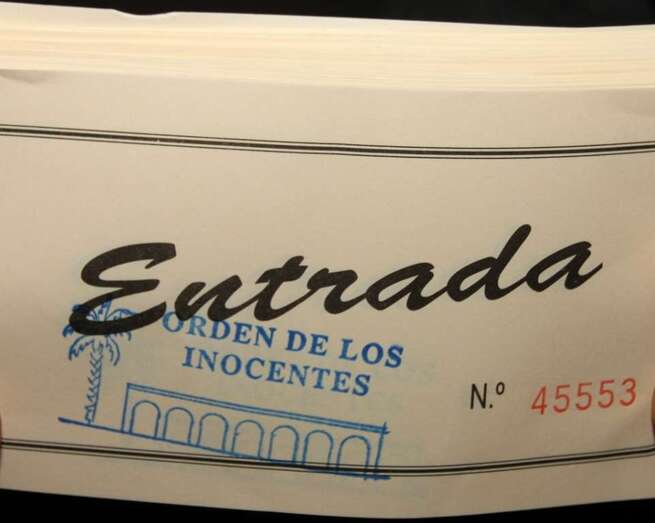 Entrada
ORDEN DE LOS
INOCENTES
N.º 45553